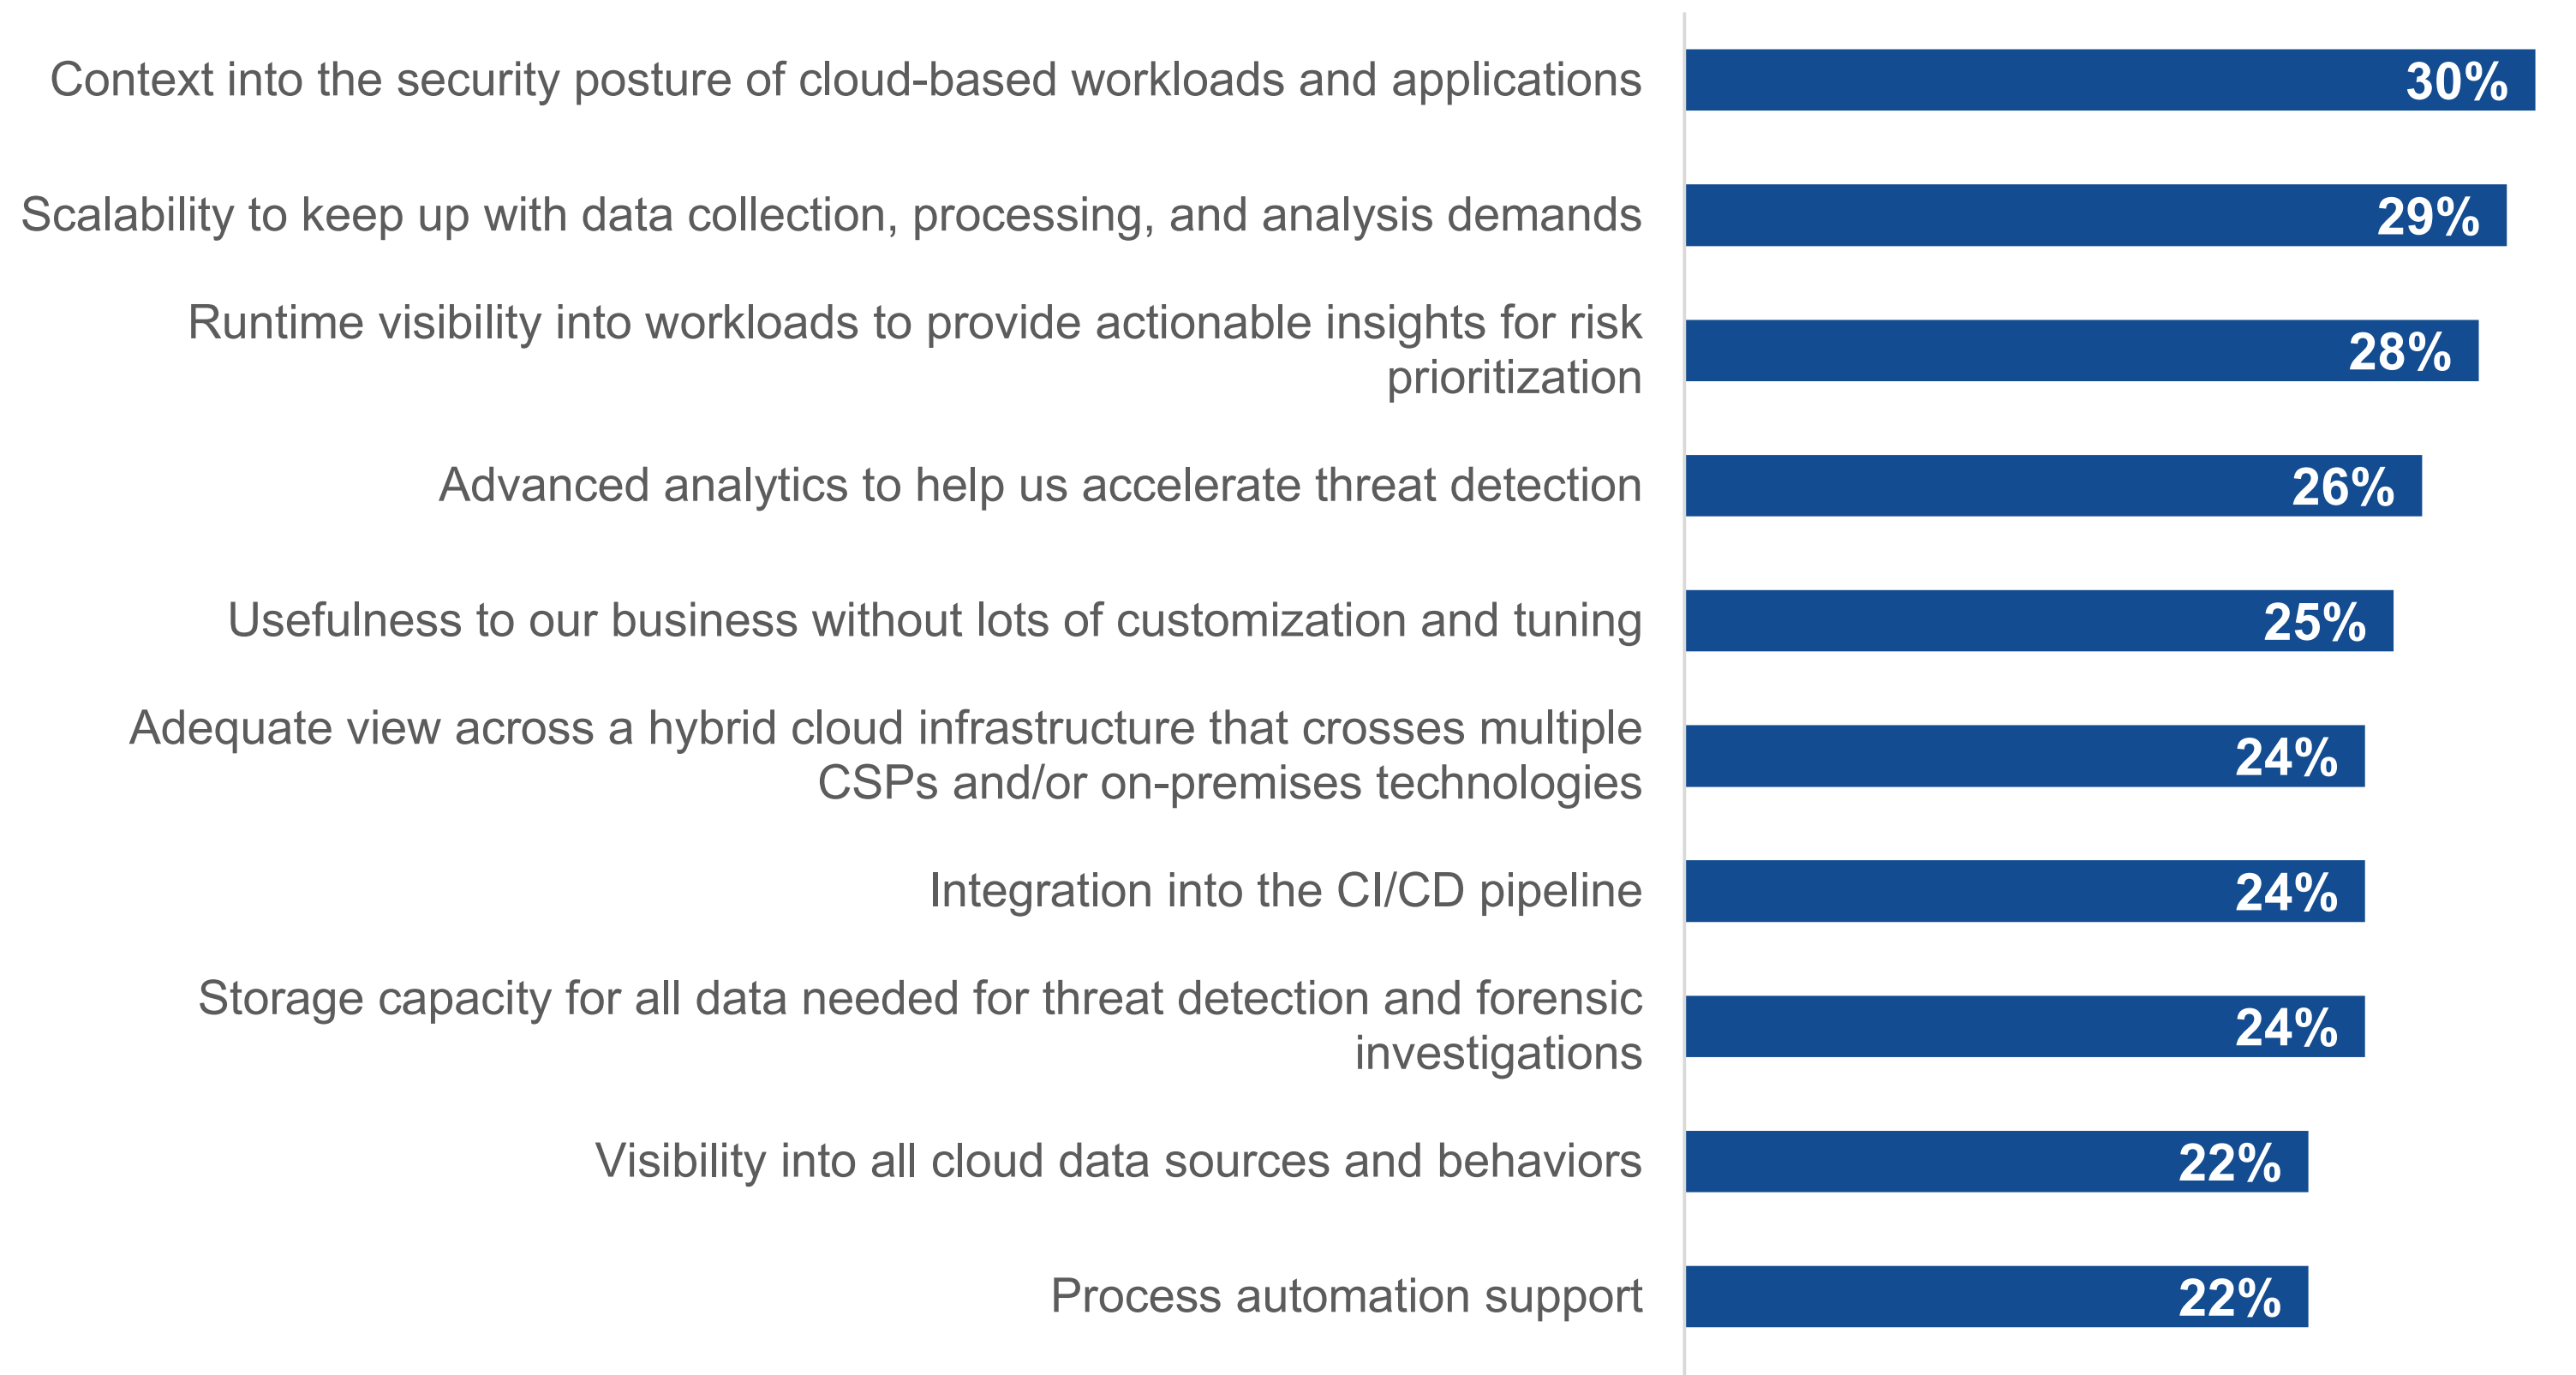 Context into the security posture of cloud-based workloads and applications
30%
Scalability to keep up with data collection, processing, and analysis demands
29%
Runtime visibility into workloads to provide actionable insights for risk
prioritization
28%
Advanced analytics to help us accelerate threat detection
26%
Usefulness to our business without lots of customization and tuning
25%
Adequate view across a hybrid cloud infrastructure that crosses multiple
CSPs and/or on-premises technologies
24%
Integration into the CI/CD pipeline
24%
Storage capacity for all data needed for threat detection and forensic
investigations
24%
Visibility into all cloud data sources and behaviors
22%
Process automation support
22%